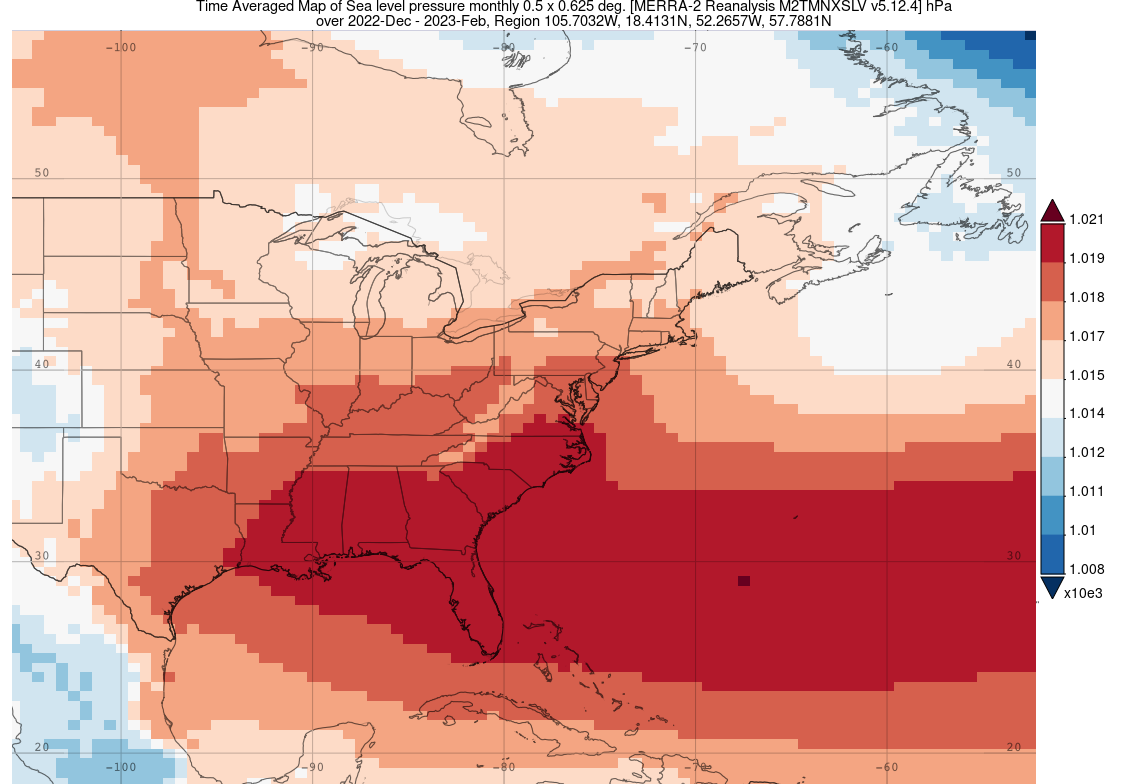 Time Averaged Map of Sea level pressure monthly 0.5 x 0.625 deg. [MERRA-2 Reanalysis M2TMNXSLV v5.12.4] hPa
over 2022-Dec - 2023-Feb, Region 105.7032W, 18.4131N, 52.2657W, 57.7881N
-100 -90 -80 -70 -60
50 50
1.021
1.019
1.018
1.017
40 40
1.015
1.014
1.012
1.011
1.01
30 30
1.008
x10e3
20 20
-100 -90 -80 -70 -60